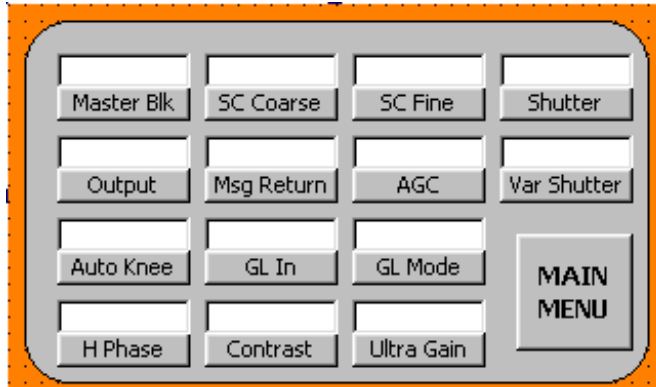 Master Blk SC Coarse SC Fine Shutter
Output Msg Return AGC Var Shutter
Auto Knee GL In GL Mode
MAIN
MENU
H Phase Contrast Ultra Gain